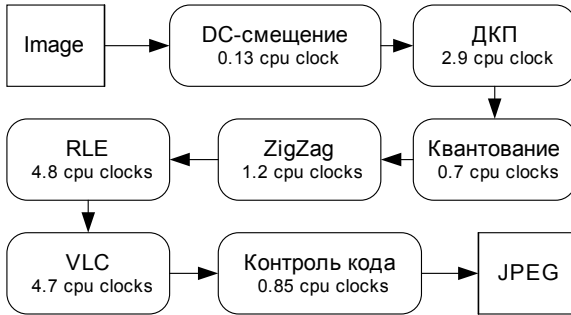 Image
DC-смещение
0.13 cpu clock
ДКП
2.9 cpu clock
Квантование
0.7 cpu clocks
ZigZag
1.2 cpu clocks
RLE
4.8 cpu clocks
VLC
4.7 cpu clocks
Контроль кода
0.85 cpu clocks
JPEG